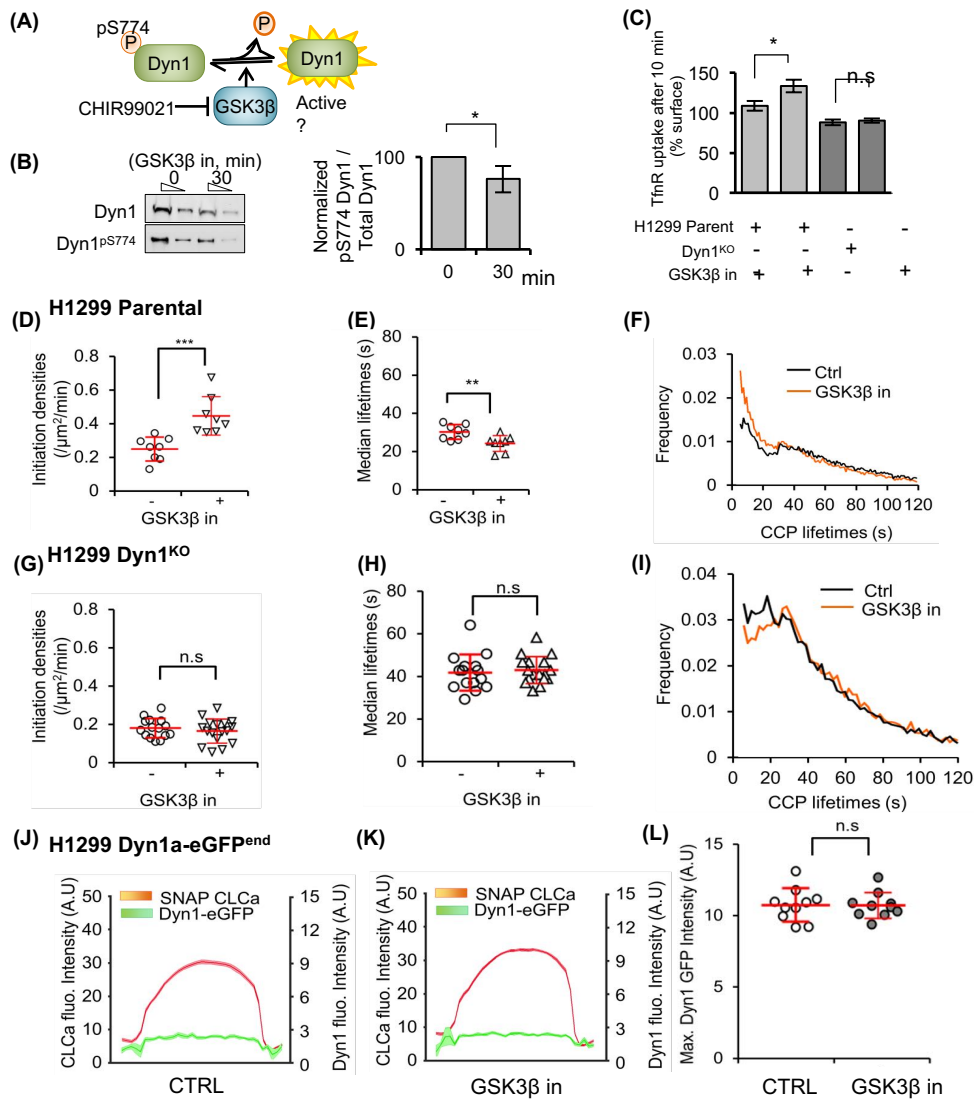 (A)
pS774
P
P
Dyn1
Dyn1
CHIR99021
GSK3β
Active
?
(B)
(GSK3β in, min)
0
30
Dyn1
Dyn1pS774
*
Normalized
pS774 Dyn1 /
Total Dyn1
100
0
0
30
min
(C)
TfnR uptake after 10 min
(% surface)
150
100
50
0
*
n.s
H1299 Parent
+
+
-
-
Dyn1KO
-
-
+
GSK3β in
+
+
-
+
(D)
H1299 Parental
Initiation densities
(/µm2/min)
0.8
0.6
0.4
0.2
0
***
-
+
GSK3β in
(E)
Median lifetimes (s)
80
60
40
20
0
**
-
+
GSK3β in
(F)
Frequency
0.03
0.02
0.01
0
Ctrl
GSK3β in
0 20 40 60 80 100 120
CCP lifetimes (s)
(G)
H1299 Dyn1KO
Initiation densities
(/µm2/min)
0.8
0.6
0.4
0.2
0
n.s
-
+
GSK3β in
(H)
Median lifetimes (s)
80
60
40
20
0
n.s
-
+
GSK3β in
(I)
Frequency
0.04
0.03
0.02
0.01
0
Ctrl
GSK3β in
0 20 40 60 80 100 120
CCP lifetimes (s)
(J)
H1299 Dyn1a-eGFPend
CLCa fluo. Intensity (A.U)
50
40
30
20
10
0
SNAP CLCa
Dyn1-eGFP
15
12
9
6
3
0
Dyn1 fluo. Intensity (A.U)
CTRL
(K)
CLCa fluo. Intensity (A.U)
50
40
30
20
10
0
SNAP CLCa
Dyn1-eGFP
15
12
9
6
3
0
Dyn1 fluo. Intensity (A.U)
GSK3β in
(L)
Max. Dyn1 GFP Intensity (A.U)
15
10
5
0
n.s
CTRL
GSK3β in